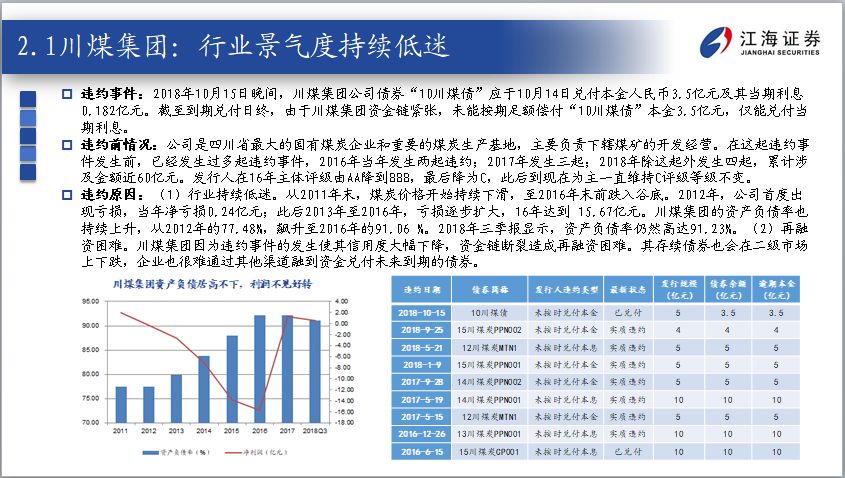 2.1川煤集团：行业景气度持续低迷
江海证券
JIANGHAI SECURITIES
违约事件：2018年10月15日晚间，川煤集团公司债券“10川煤债”应于10月14日兑付本金人民币3.5亿元及其当期利息
0.182亿元。截至到期兑付日终，由于川煤集团资金链紧张，未能按期足额偿付“10川煤债”本金3.5亿元，仅能兑付当
期利息。
违约前情况：公司是四川省最大的国有煤炭企业和重要的煤炭生产基地，主要负责下辖煤矿的开发经营。在这起违约事
件发生前，已经发生过多起违约事件，2016年当年发生两起违约；2017年发生三起；2018年除这起外发生四起，累计涉
及金额近60亿元。发行人在16年主体评级由AA降到BBB，最后降为C，此后到现在为主一直维持C评级等级不变。
违约原因：（1）行业持续低迷。从2011年末，煤炭价格开始持续下滑，至2016年末前跌入谷底。2012年，公司首度出
现亏损，当年净亏损0.24亿元；此后2013年至2016年，亏损逐步扩大，16年达到 15.67亿元。川煤集团的资产负债率也
持续上升，从2012年的77.48%，飙升至2016年的91.06 %。2018年三季报显示，资产负债率仍然高达91.23%。（2）再融
资困难。川煤集团因为违约事件的发生使其信用度大幅下降，资金链断裂造成再融资困难。其存续债券也会在二级市场
上下跌，企业也很难通过其他渠道融到资金兑付未来到期的债券。
川煤集团资产负债居高不下，利润不见好转
95.00
90.00
85.00
80.00
75.00
70.00
4.00
2.00
0.00
-2.00
-4.00
-6.00
-8.00
-10.00
-12.00
-14.00
-16.00
-18.00
2011 2012 2013 2014 2015 2016 2017 2018Q3
资产负债率（%） 净利润（亿元）
违约日期 债券简称 发行人违约类型 最新状态 发行规模（亿元） 债券余额（亿元） 逾期本金（亿元）
2018-10-15 10川煤债 未按时兑付本金 已兑付 5 3.5 3.5
2018-9-25 15川煤炭PPN002 未按时兑付本金 实质违约 4 4 4
2018-5-21 12川煤炭MTN1 未按时兑付本息 实质违约 5 5 5
2018-1-9 15川煤炭PPN001 未按时兑付本金 实质违约 5 5 5
2017-9-28 14川煤炭PPN002 未按时兑付本金 实质违约 5 5 5
2017-5-19 14川煤炭PPN001 未按时兑付本息 实质违约 10 10 10
2017-5-15 12川煤炭MTN1 未按时兑付本金 实质违约 5 5 5
2016-12-26 13川煤炭PPN001 未按时兑付本息 实质违约 10 10 10
2016-6-15 15川煤炭CP001 未按时兑付本息 已兑付 10 10 10